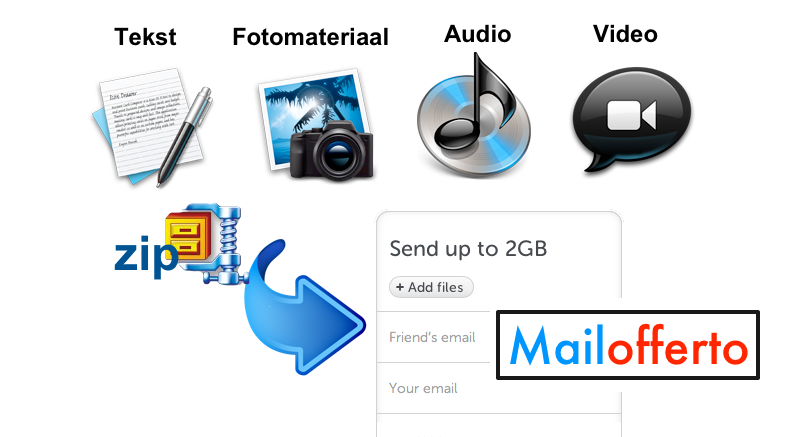 Tekst
Fotomateriaal
Audio
Video
zip
Send up to 2GB
+ Add files
Friend's email
Your email
Mailofferto